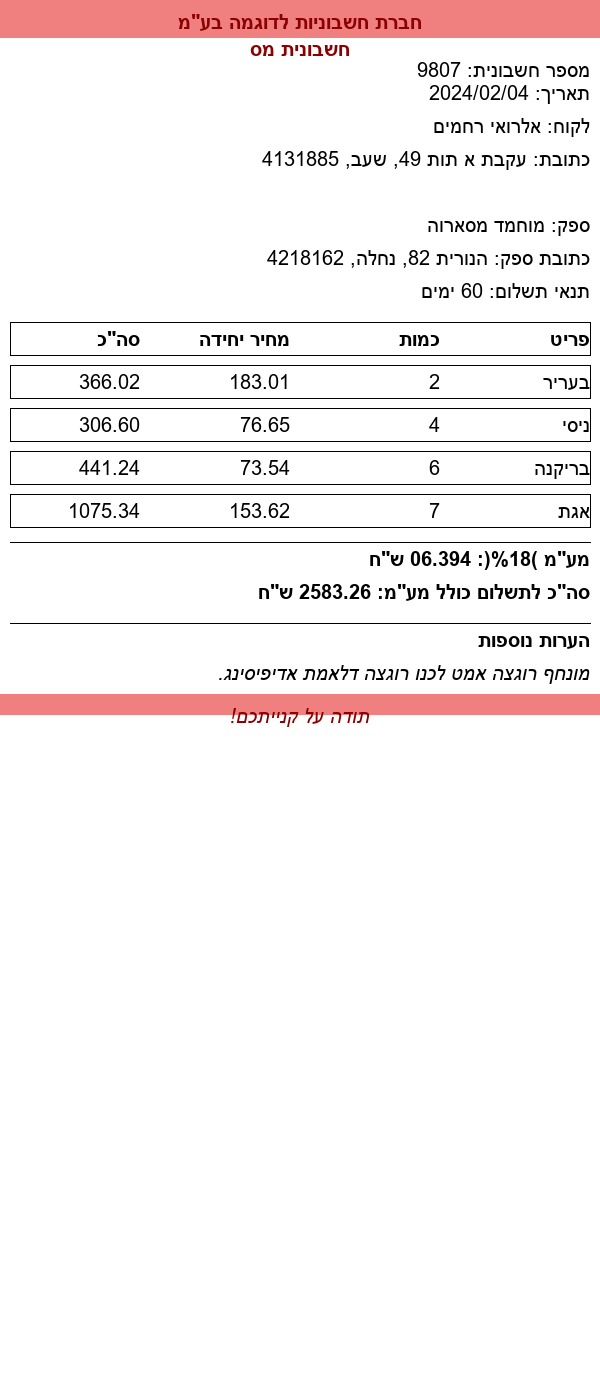 חברת חשבוניות לדוגמה בע"מ
חשבונית מס
מספר חשבונית: 9807
תאריך: 2024/02/04
לקוח: אלרואי רחמים
כתובת: עקבת א תות 49, שעב, 4131885
ספק: מוחמד מסארוה
כתובת ספק: הנורית 82, נחלה, 4218162
תנאי תשלום: 60 ימים
פריט כמות מחיר יחידה סה"כ
בעריר 2 183.01 366.02
ניסי 4 76.65 306.60
בריקנה 6 73.54 441.24
אגת 7 153.62 1075.34
מע"מ )18%(: 06.394 ש"ח
סה"כ לתשלום כולל מע"מ: 2583.26 ש"ח
הערות נוספות
מונחף רוגצה אמט לכנו רוגצה דלאמת אדיפיסינג.
תודה על קנייתכם!